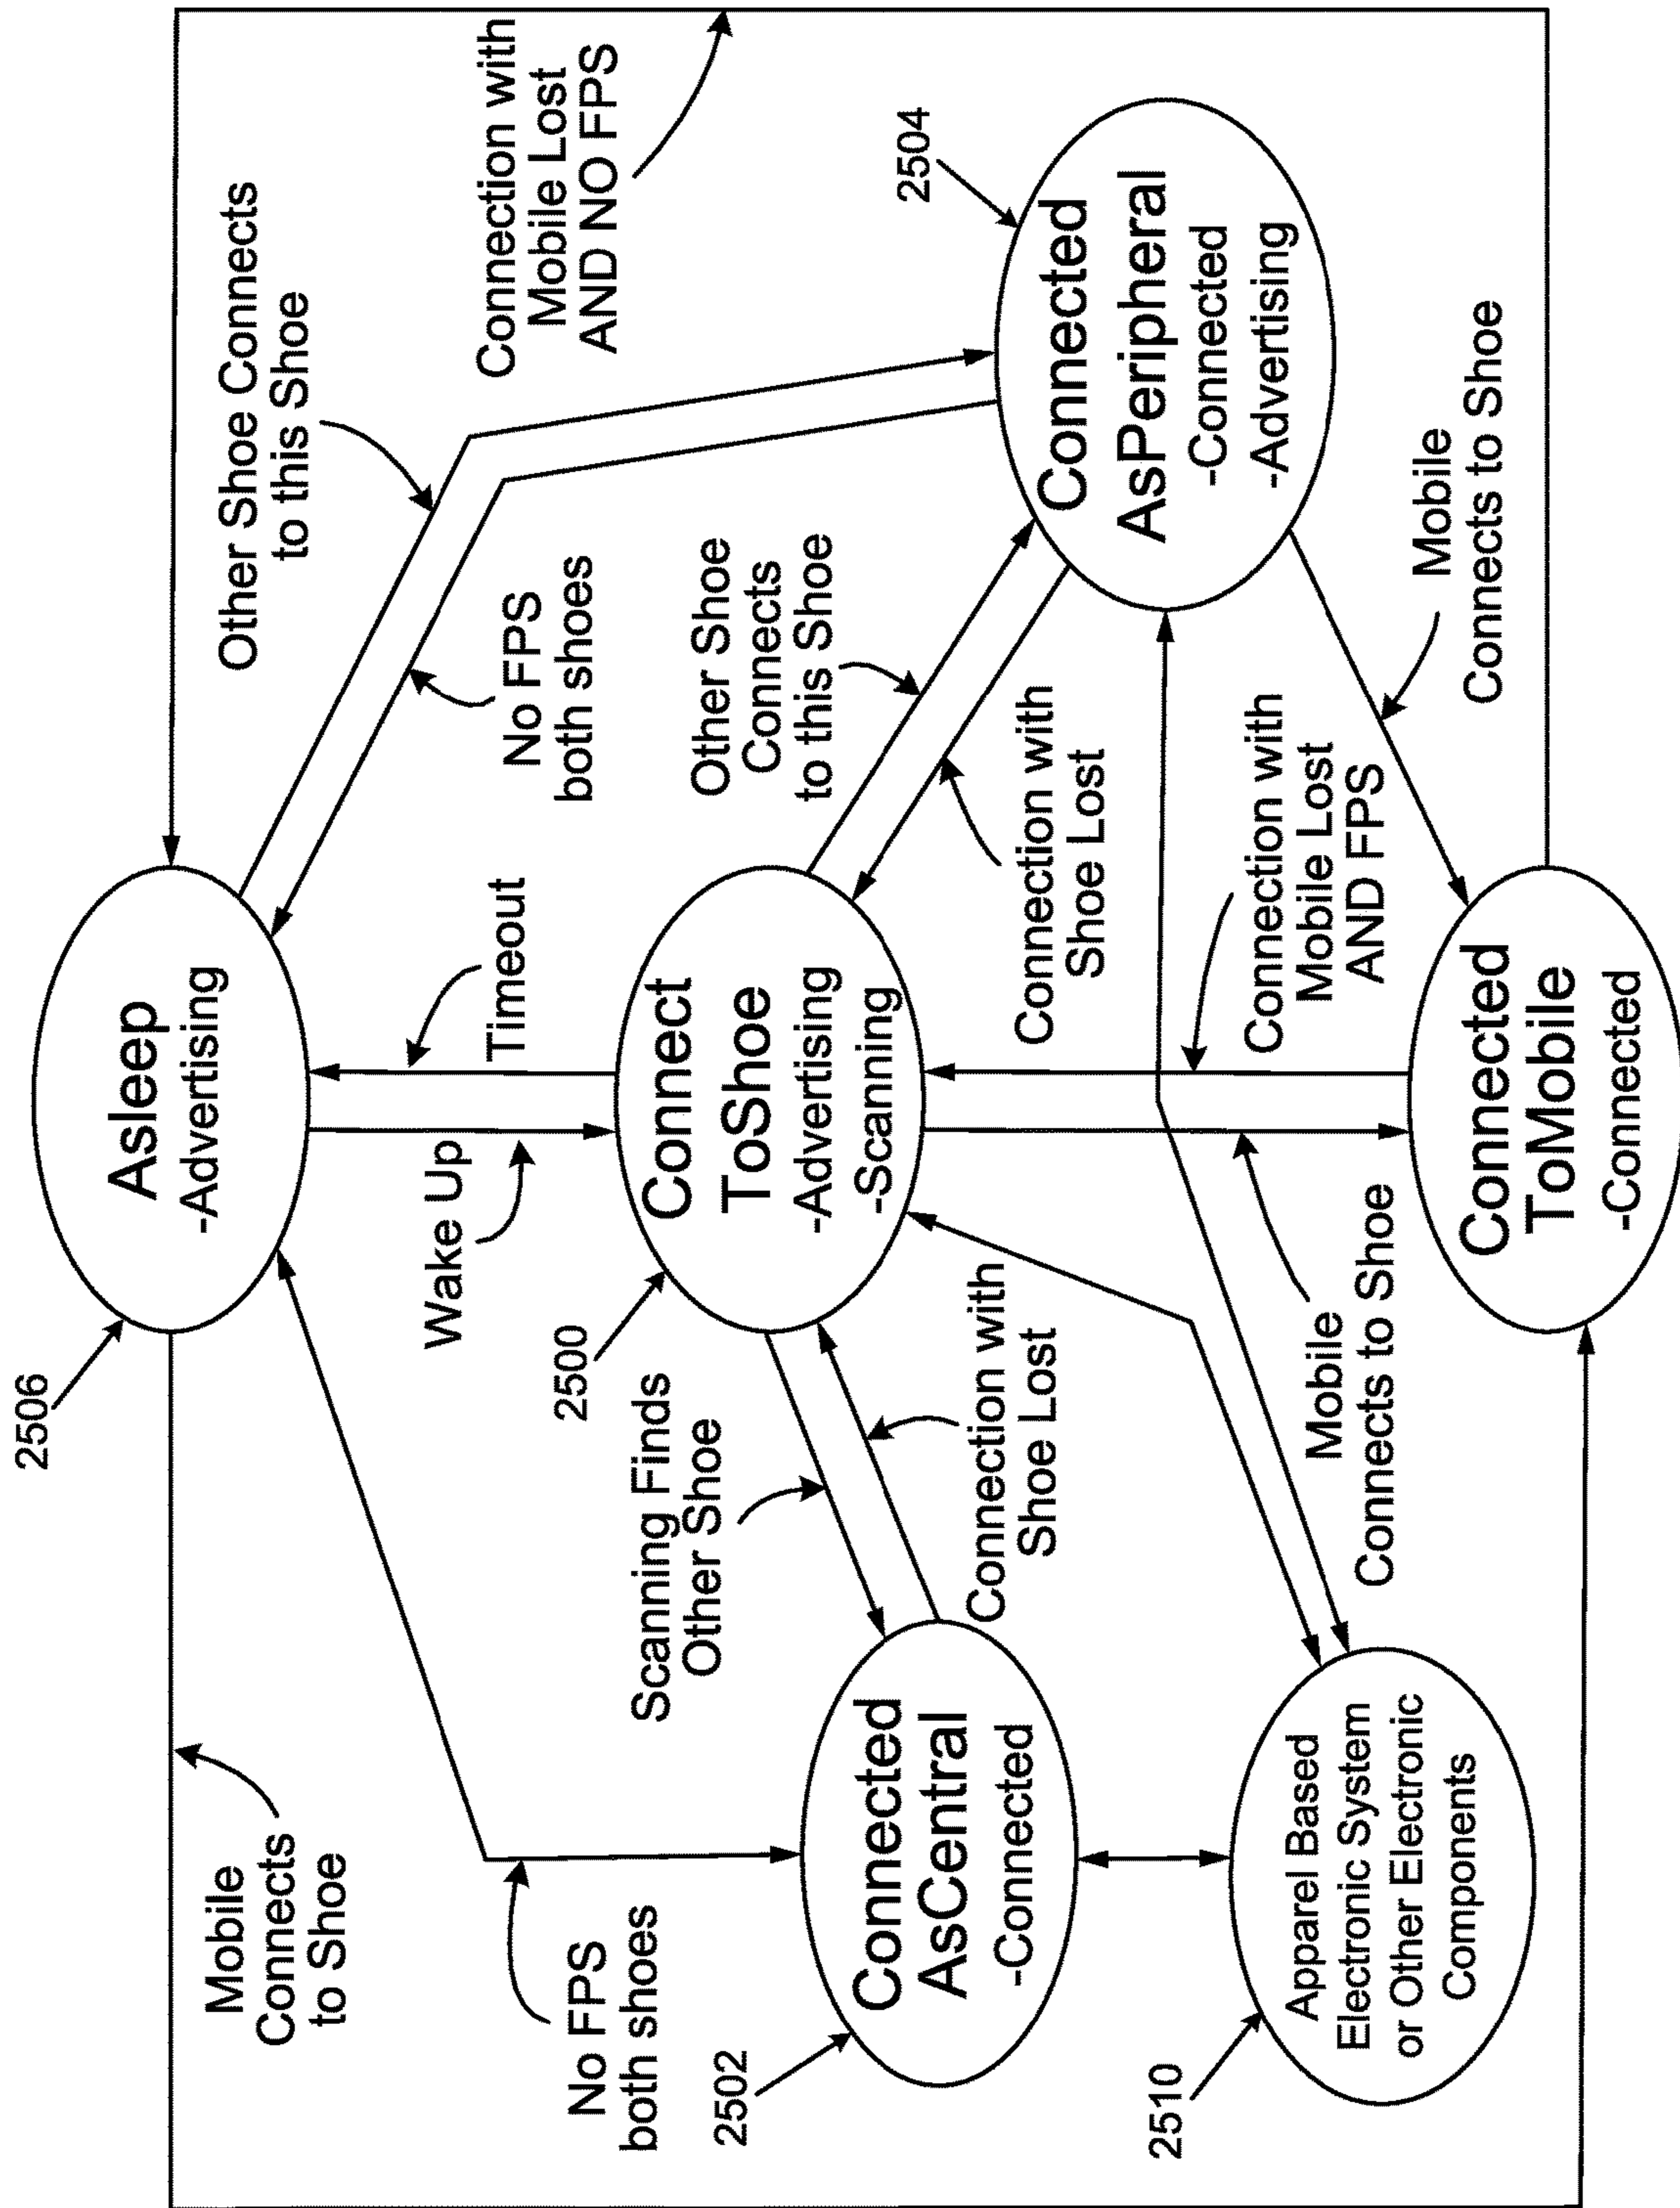 2506
Asleep
-Advertising
Mobile
Connects
to Shoe
Other Shoe Connects
to this Shoe
Connection with
Mobile Lost
AND NO FPS
No FPS
both shoes
Wake Up
Timeout
No FPS
both shoes
2500
Connect
ToShoe
-Advertising
-Scanning
Scanning Finds
Other Shoe
Connection with
Shoe Lost
Other Shoe
Connects
to this Shoe
Connection with
Shoe Lost
2504
Connected
AsPeripheral
-Connected
-Advertising
2502
Connected
AsCentral
-Connected
2510
Apparel Based
Electronic System
or Other Electronic
Components
Mobile
Connects to Shoe
Connection with
Mobile Lost
AND FPS
Mobile
Connects to Shoe
Connected
ToMobile
-Connected